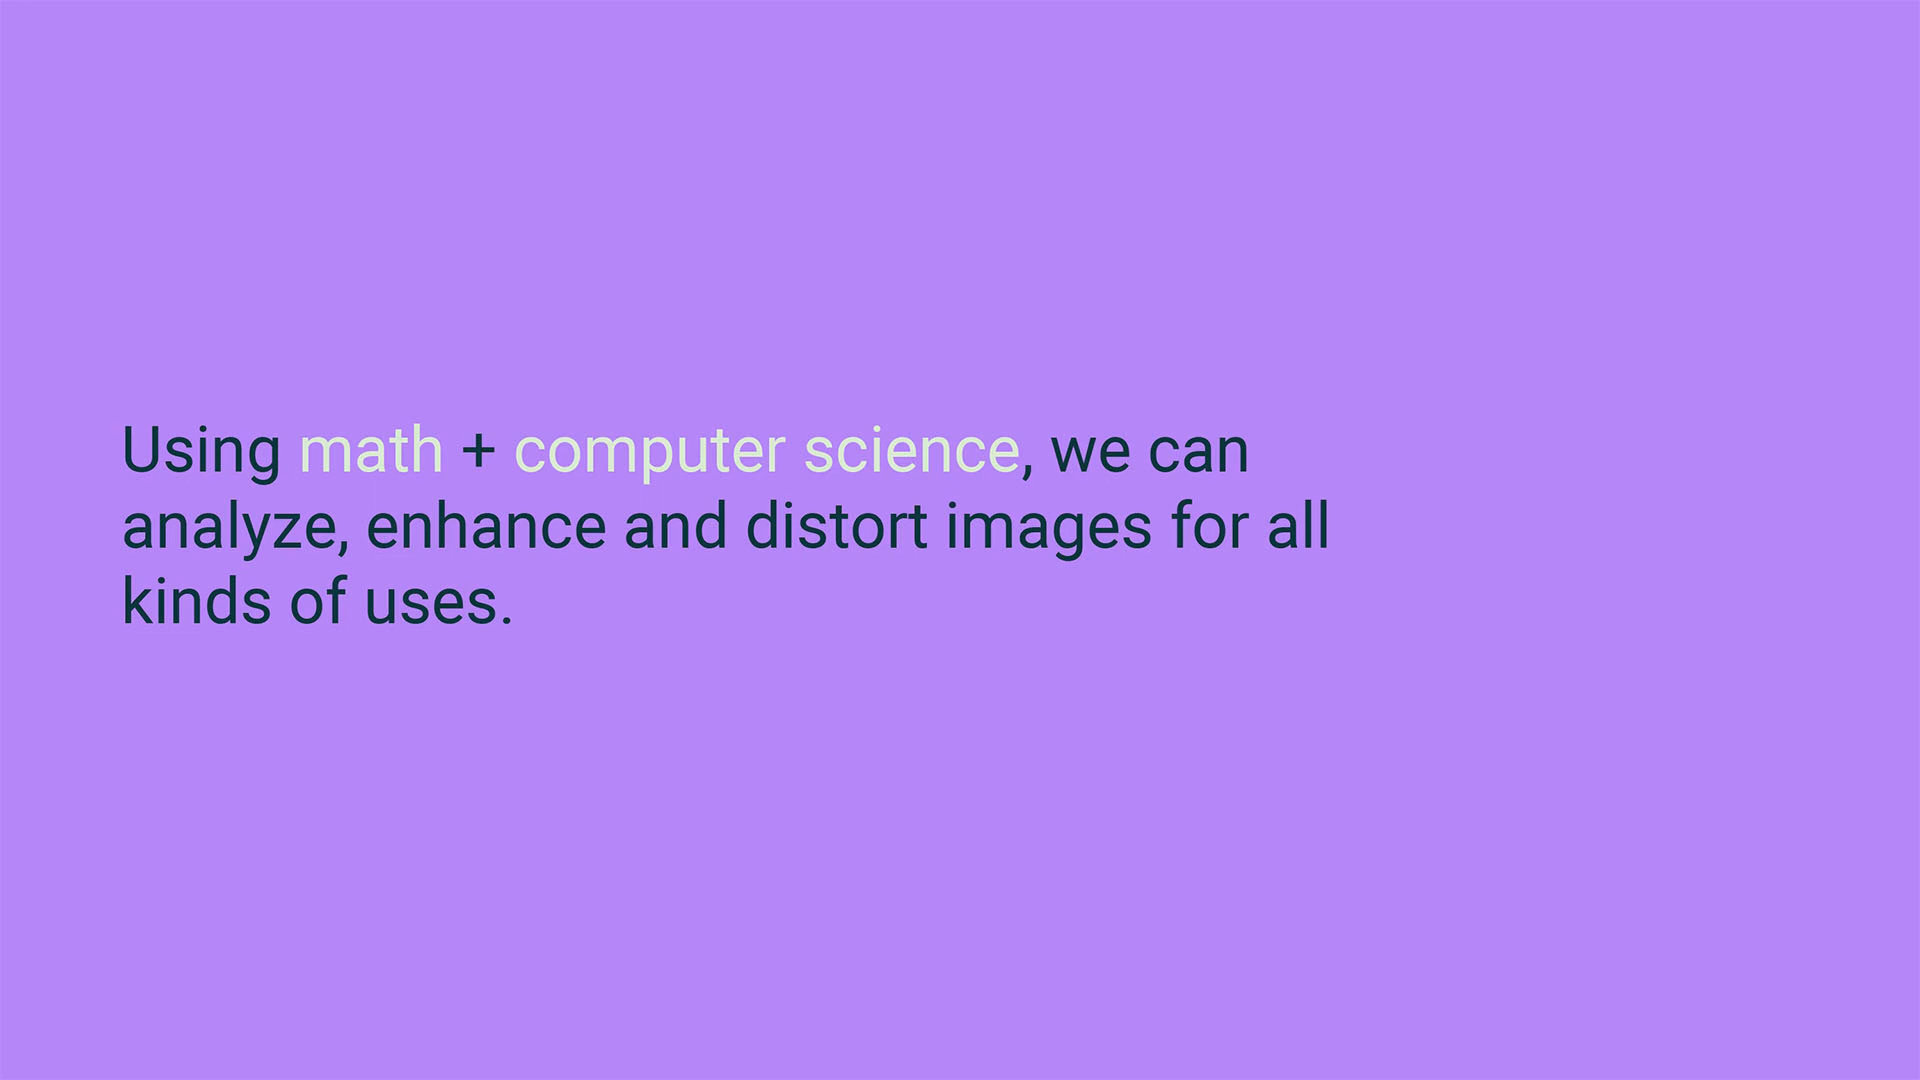 Using math + computer science, we can
analyze, enhance and distort images for all
kinds of uses.